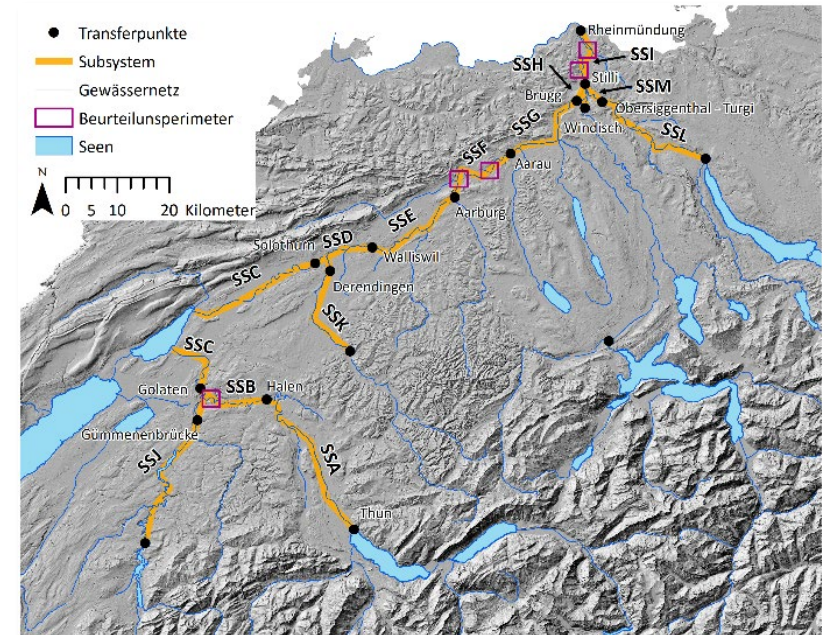 Transferpunkte
Subsystem
Gewässernetz
Beurteilunsperimeter
Seen
N
0 5 10 20 Kilometer
Rheinmündung
SSI
SSH
Stilli
SSM
Brugg
Obersiggenthal - Turgi
Windisch
SSG
SSL
SSF
Aarau
Aarburg
SSE
Solothurn
SSD
Walliswil
SSC
Derendingen
SSK
SSC
Golaten
SSB
Halen
Gümmenenbrücke
SSJ
SSA
Thun